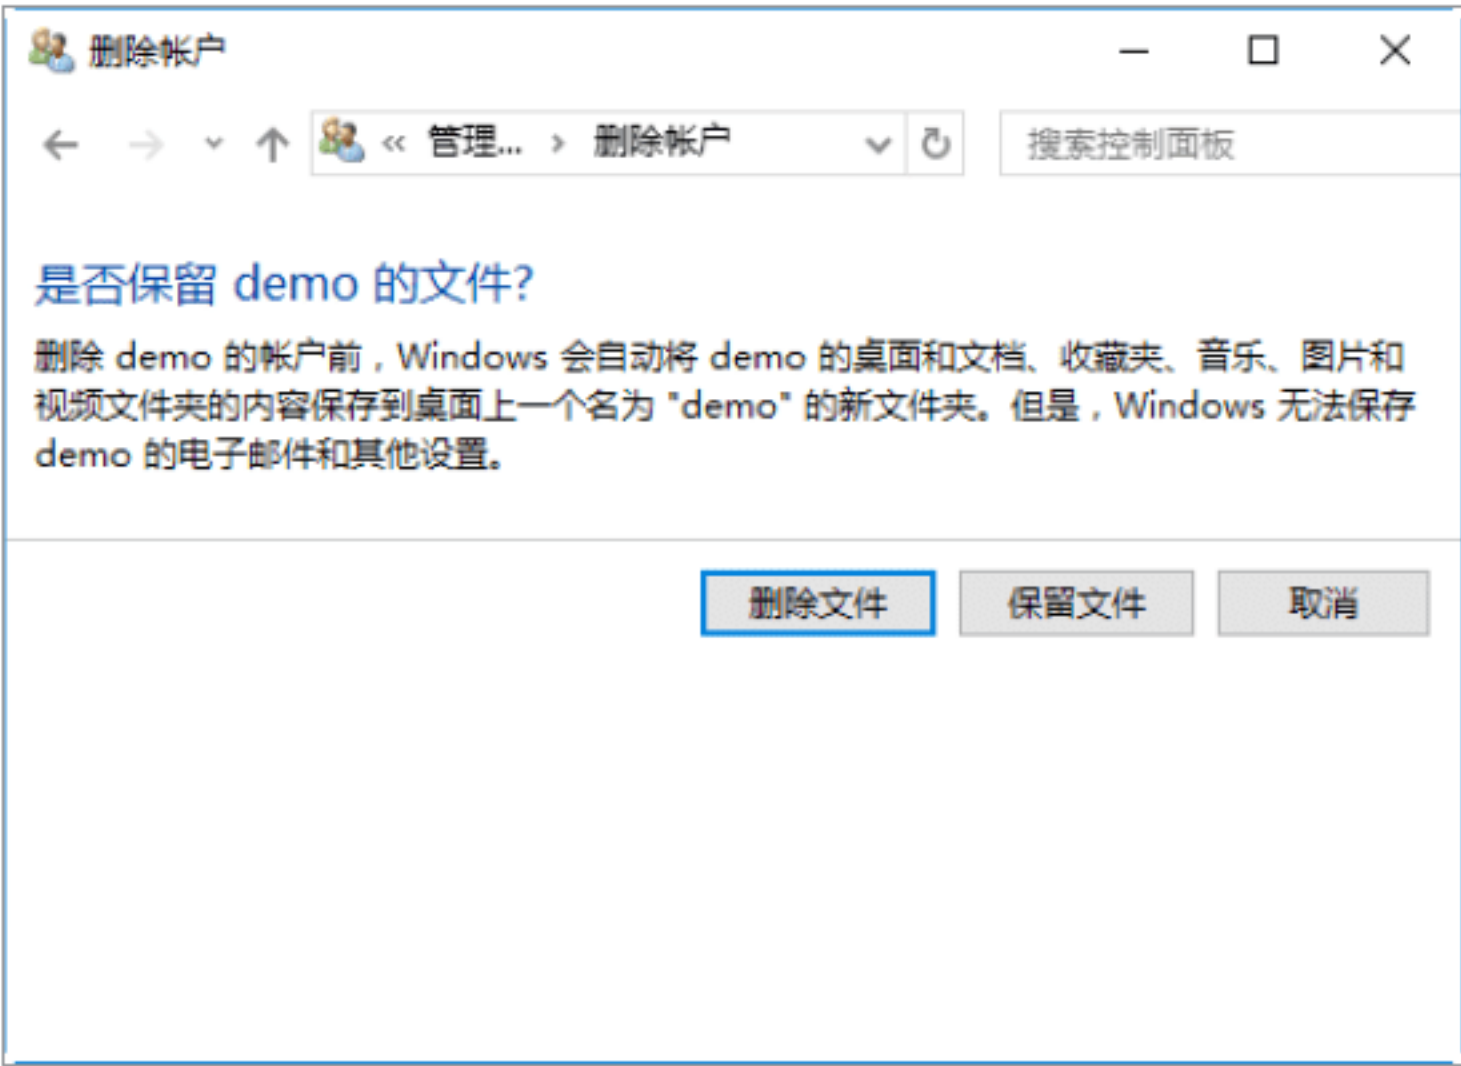 删除帐户
« 管理... › 删除帐户
搜索控制面板
是否保留 demo 的文件?
删除 demo 的帐户前，Windows 会自动将 demo 的桌面和文档、收藏夹、音乐、图片和
视频文件夹的内容保存到桌面上一个名为 "demo" 的新文件夹。但是，Windows 无法保存
demo 的电子邮件和其他设置。
删除文件
保留文件
取消